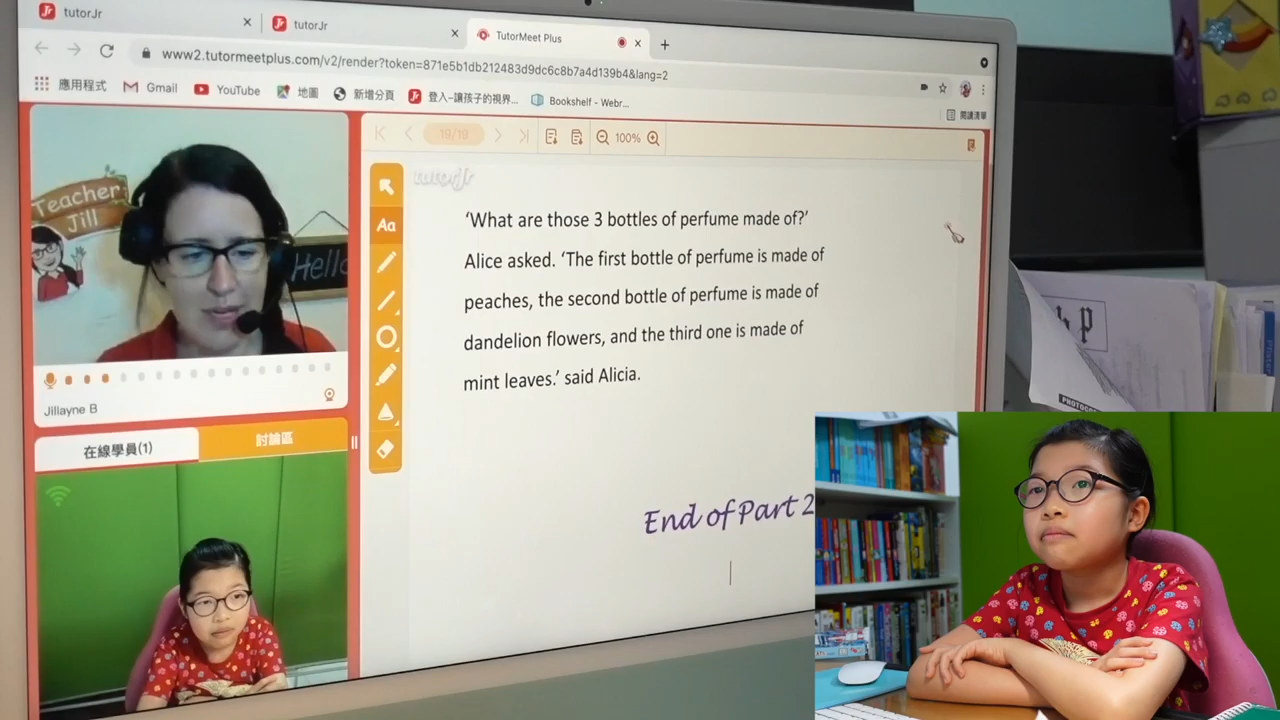 tutorJr
tutorJr
TutorMeet Plus
www2.tutormeetplus.com/v2/render?token=871e5b1db212483d9dc6c8b7a4d139b4&lang=2
應用程式
Gmail
YouTube
地圖
新增分頁
登入–讓孩子的視界...
Bookshelf - Webr...
閱讀清單
Teacher
Jill
Hello
Jillayne B
在線學員(1)
討論區
19/19
100%
Aa
tutorJr
‘What are those 3 bottles of perfume made of?’
Alice asked. ‘The first bottle of perfume is made of
peaches, the second bottle of perfume is made of
dandelion flowers, and the third one is made of
mint leaves.’ said Alicia.
End of Part 2